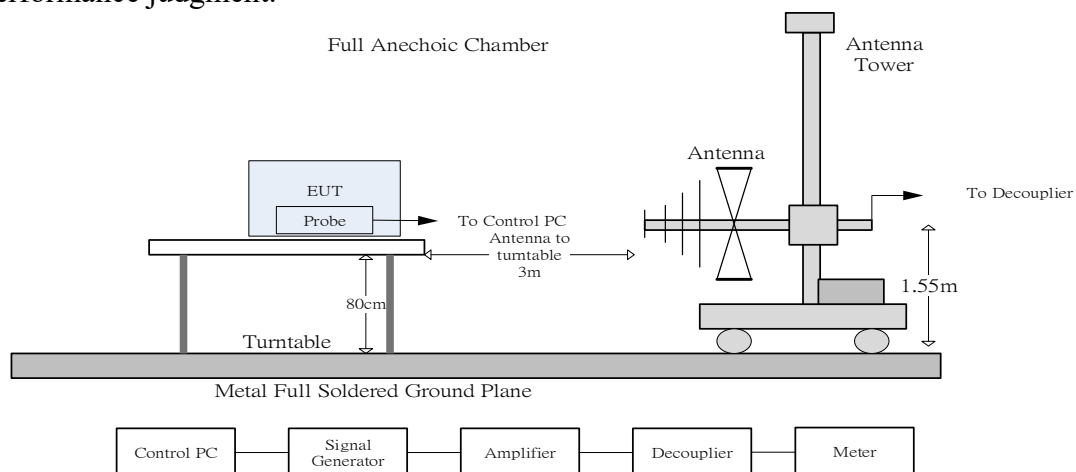 erformance judgment.
Full Anechoic Chamber
Antenna
Tower
Antenna
EUT
Probe
To Decouplier
To Control PC
Antenna to
turntable
3m
80cm
1.55m
Turntable
Metal Full Soldered Ground Plane
Control PC
Signal
Generator
Amplifier
Decouplier
Meter